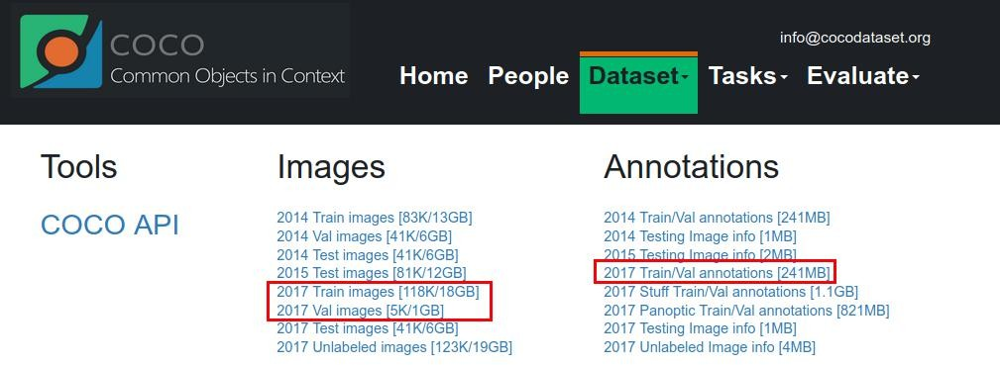 COCO
Common Objects in Context
info@cocodataset.org
Home People Dataset Tasks Evaluate
Tools
COCO API
Images
2014 Train images [83K/13GB]
2014 Val images [41K/6GB]
2014 Test images [41K/6GB]
2015 Test images [81K/12GB]
2017 Train images [118K/18GB]
2017 Val images [5K/1GB]
2017 Test images [41K/6GB]
2017 Unlabeled images [123K/19GB]
Annotations
2014 Train/Val annotations [241MB]
2014 Testing Image info [1MB]
2015 Testing Image info [2MB]
2017 Train/Val annotations [241MB]
2017 Stuff Train/Val annotations [1.1GB]
2017 Panoptic Train/Val annotations [821MB]
2017 Testing Image info [1MB]
2017 Unlabeled Image info [4MB]